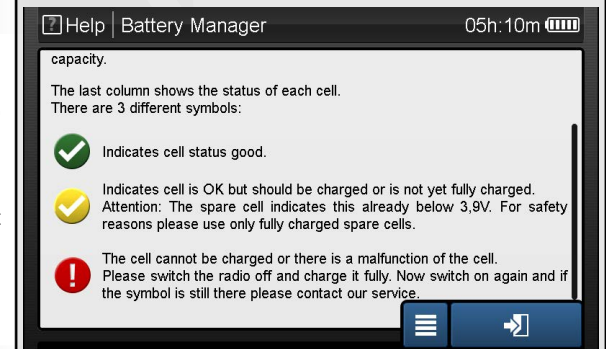 ? Help | Battery Manager 05h:10m
capacity.
The last column shows the status of each cell.
There are 3 different symbols:
Indicates cell status good.
Indicates cell is OK but should be charged or is not yet fully charged.
Attention: The spare cell indicates this already below 3,9V. For safety
reasons please use only fully charged spare cells.
! The cell cannot be charged or there is a malfunction of the cell.
Please switch the radio off and charge it fully. Now switch on again and if
the symbol is still there please contact our service.